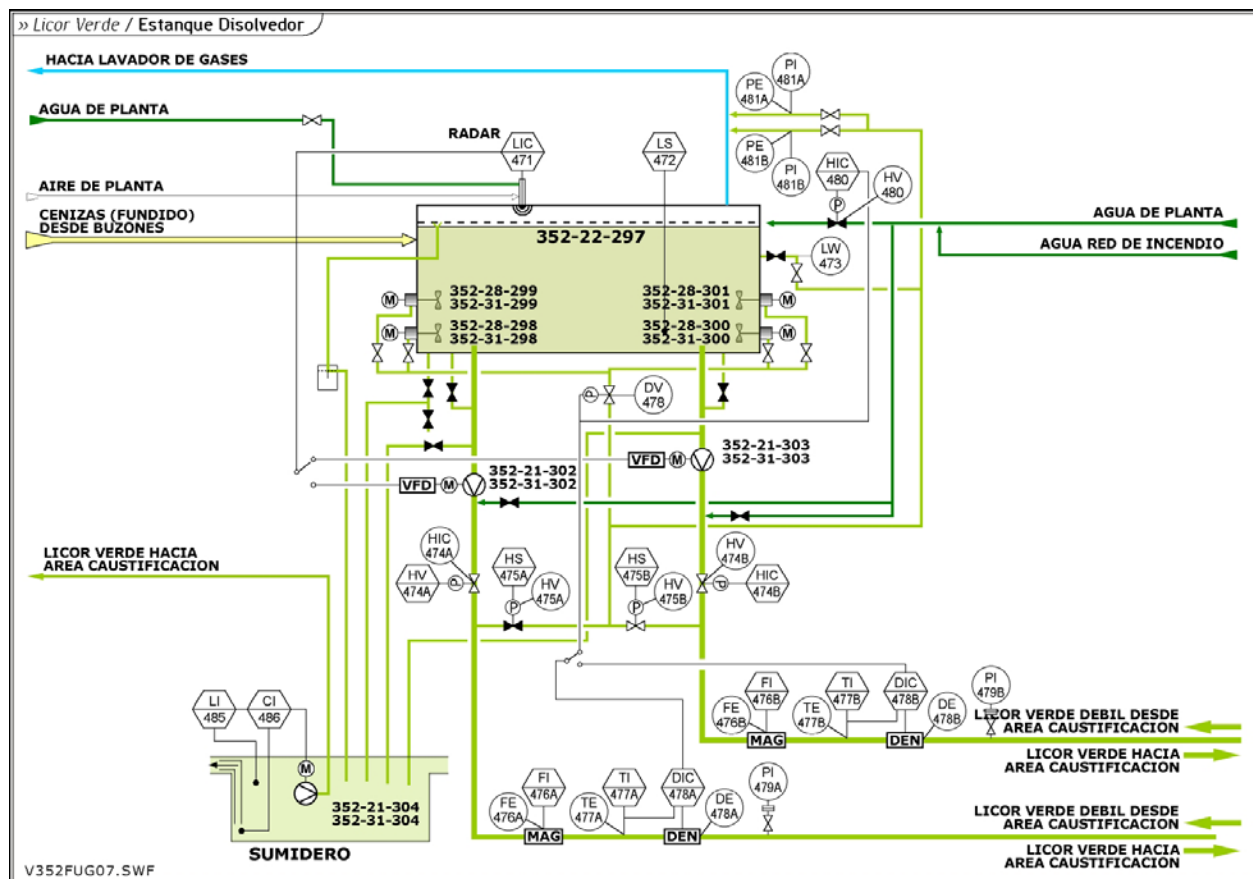 » Licor Verde / Estanque Disolvedor
HACIA LAVADOR DE GASES
AGUA DE PLANTA
RADAR
LIC
471
LS
472
PE
481A
PI
481A
PE
481B
PI
481B
HIC
480
P
HV
480
AIRE DE PLANTA
CENIZAS (FUNDIDO)
DESDE BUZONES
352-22-297
AGUA DE PLANTA
AGUA RED DE INCENDIO
LW
473
M
352-28-299
352-31-299
352-28-301
352-31-301
M
M
352-28-298
352-31-298
352-28-300
352-31-300
M
P
DV
478
352-21-303
352-31-303
VFD
M
352-21-302
352-31-302
VFD
M
LICOR VERDE HACIA
AREA CAUSTIFICACION
HIC
474A
HV
474A
P
HS
475A
HV
475A
P
HS
475B
HV
475B
P
HV
474B
P
HIC
474B
LI
485
CI
486
M
352-21-304
352-31-304
SUMIDERO
FI
476B
FE
476B
MAG
TI
477B
TE
477B
DIC
478B
DE
478B
DEN
PI
479B
LICOR VERDE DEBIL DESDE
AREA CAUSTIFICACION
LICOR VERDE HACIA
AREA CAUSTIFICACION
FI
476A
FE
476A
MAG
TI
477A
TE
477A
DIC
478A
DE
478A
DEN
PI
479A
LICOR VERDE DEBIL DESDE
AREA CAUSTIFICACION
LICOR VERDE HACIA
AREA CAUSTIFICACION
V352FUG07.SWF